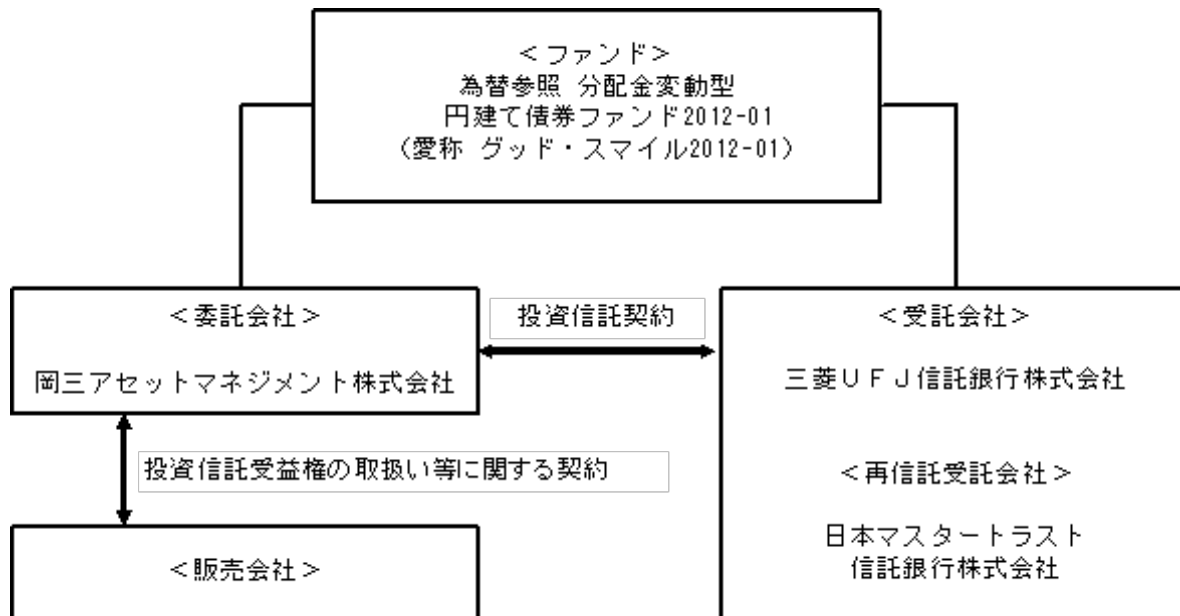 ＜ファンド＞
為替参照 分配金変動型
円建て債券ファンド2012-01
（愛称 グッド・スマイル2012-01）
＜委託会社＞
岡三アセットマネジメント株式会社
投資信託契約
＜受託会社＞
三菱ＵＦＪ信託銀行株式会社
＜再信託受託会社＞
日本マスタートラスト
信託銀行株式会社
投資信託受益権の取扱い等に関する契約
＜販売会社＞